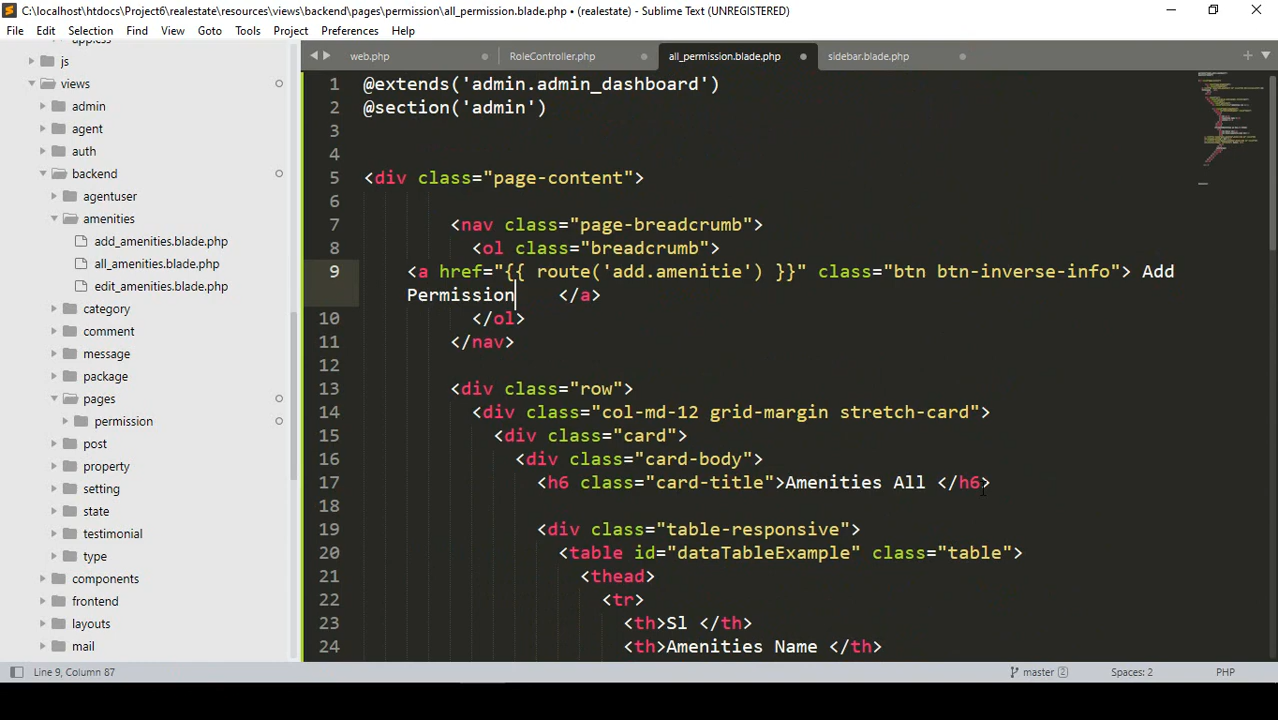 C:\localhost\htdocs\Project6\realestate\resources\views\backend\pages\permission\all_permission.blade.php • (realestate) - Sublime Text (UNREGISTERED)
File Edit Selection Find View Goto Tools Project Preferences Help
web.php RoleController.php all_permission.blade.php sidebar.blade.php
js
views
admin
agent
auth
backend
agentuser
amenities
add_amenities.blade.php
all_amenities.blade.php
edit_amenities.blade.php
category
comment
message
package
pages
permission
post
property
setting
state
testimonial
type
components
frontend
layouts
mail
1 @extends('admin.admin_dashboard')
2 @section('admin')
3
4
5 <div class="page-content">
6
7 <nav class="page-breadcrumb">
8 <ol class="breadcrumb">
9 <a href="{{ route('add.amenitie') }}" class="btn btn-inverse-info"> Add
Permission </a>
10 </ol>
11 </nav>
12
13 <div class="row">
14 <div class="col-md-12 grid-margin stretch-card">
15 <div class="card">
16 <div class="card-body">
17 <h6 class="card-title">Amenities All </h6>
18
19 <div class="table-responsive">
20 <table id="dataTableExample" class="table">
21 <thead>
22 <tr>
23 <th>Sl </th>
24 <th>Amenities Name </th>
Line 9, Column 87 master 2 Spaces: 2 PHP